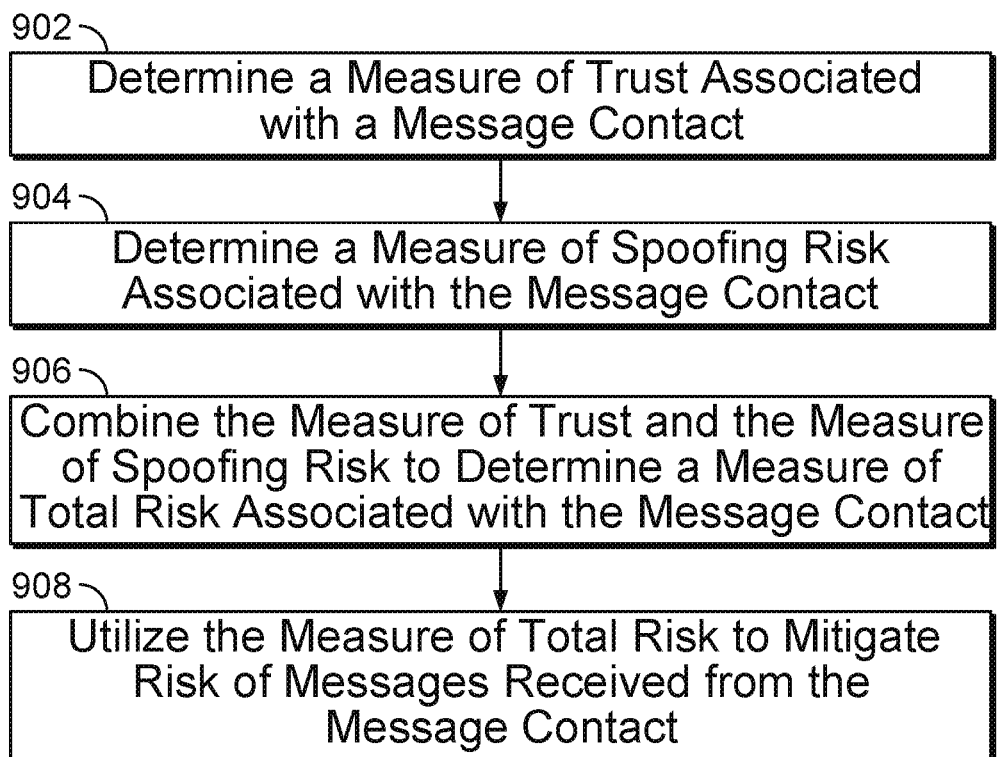 902
Determine a Measure of Trust Associated
with a Message Contact
904
Determine a Measure of Spoofing Risk
Associated with the Message Contact
906
Combine the Measure of Trust and the Measure
of Spoofing Risk to Determine a Measure of
Total Risk Associated with the Message Contact
908
Utilize the Measure of Total Risk to Mitigate
Risk of Messages Received from the
Message Contact